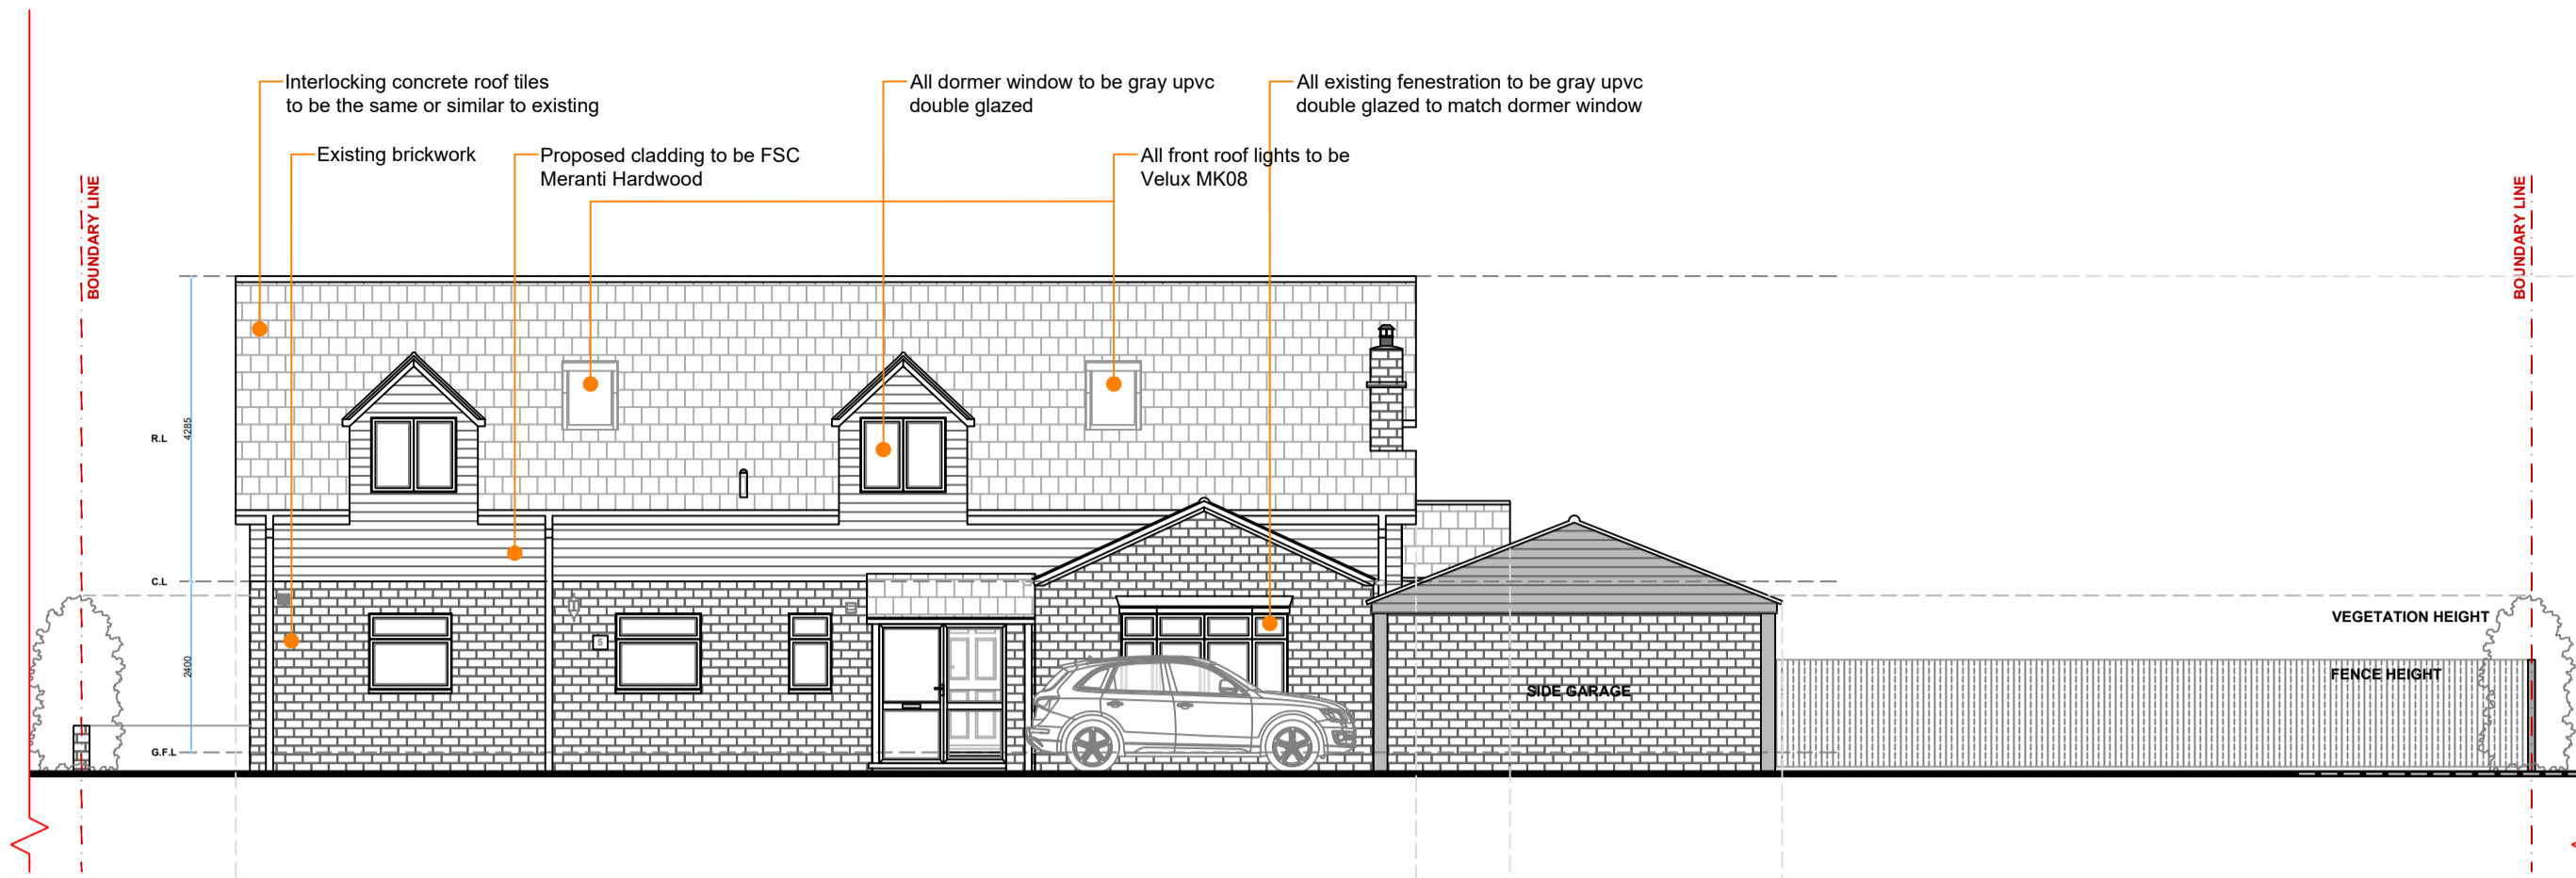 Interlocking concrete roof tiles
to be the same or similar to existing
All dormer window to be gray upvc
double glazed
All existing fenestration to be gray upvc
double glazed to match dormer window
Existing brickwork
Proposed cladding to be FSC
Meranti Hardwood
All front roof lights to be
Velux MK08
BOUNDARY LINE
BOUNDARY LINE
R.L
4285
C.L
2400
G.F.L
5
VEGETATION HEIGHT
FENCE HEIGHT
SIDE GARAGE